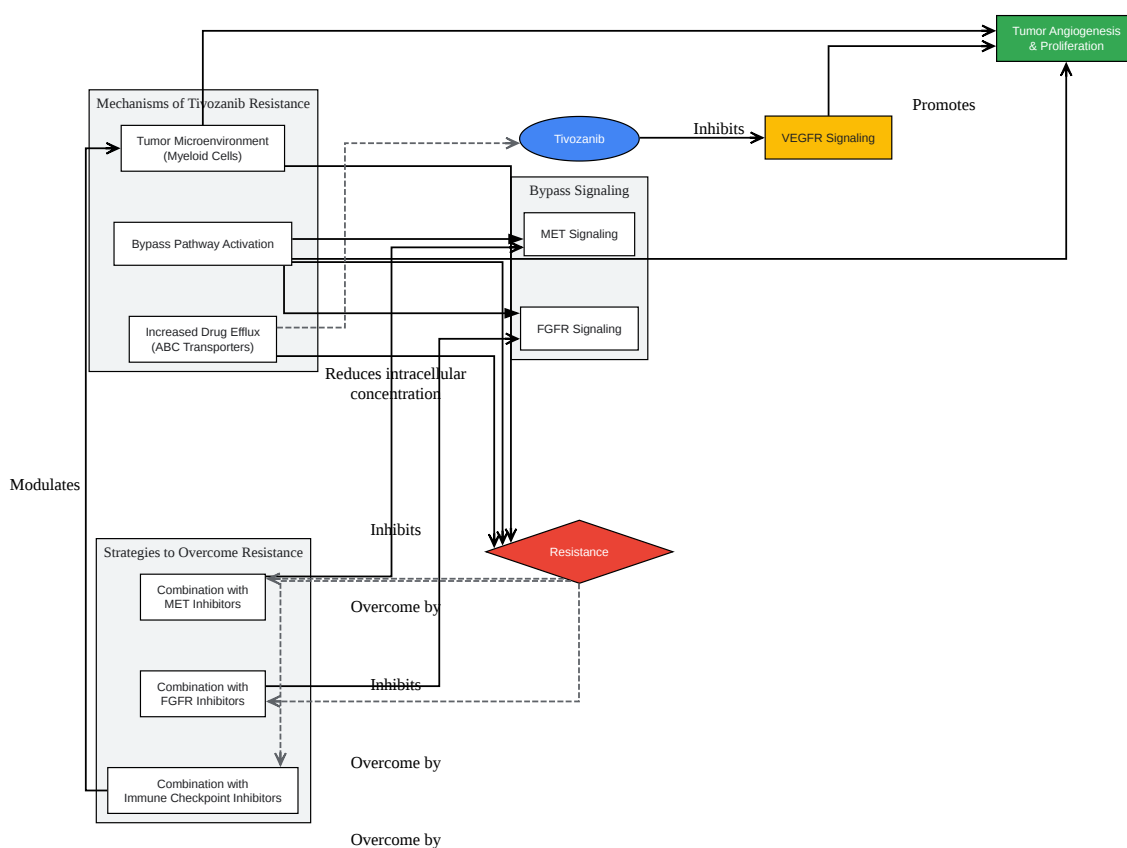 Tumor Angiogenesis
& Proliferation
Mechanisms of Tivozanib Resistance
Promotes
Tumor Microenvironment
(Myeloid Cells)
Tivozanib
Inhibits
VEGFR Signaling
Bypass Signaling
Bypass Pathway Activation
MET Signaling
Increased Drug Efflux
(ABC Transporters)
FGFR Signaling
Reduces intracellular
concentration
Modulates
Inhibits
Strategies to Overcome Resistance
Resistance
Combination with
MET Inhibitors
Overcome by
Combination with
FGFR Inhibitors
Inhibits
Overcome by
Combination with
Immune Checkpoint Inhibitors
Overcome by